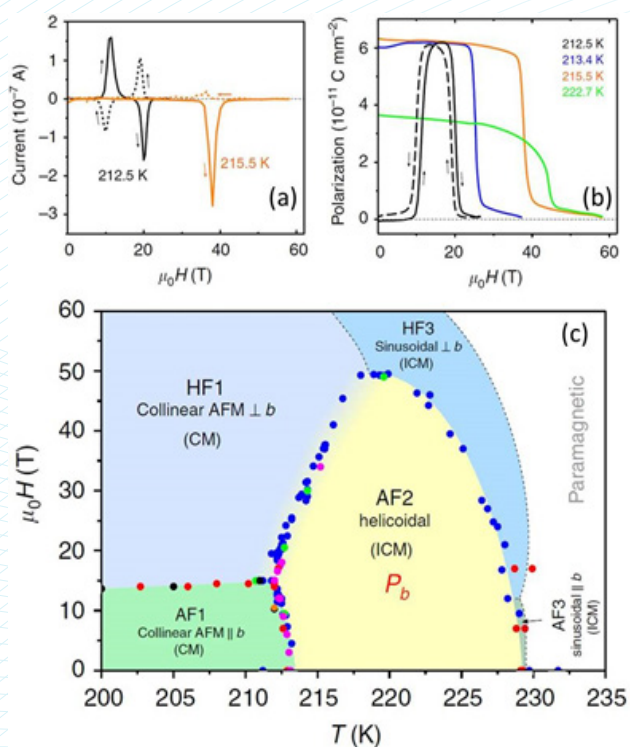 2
1
0
−1
−2
−3
Current (10⁻⁷ A)
0
20
40
60
μ₀H (T)
212.5 K
215.5 K
(a)
6
4
2
0
Polarization (10⁻¹¹ C mm⁻²)
0
20
40
60
μ₀H (T)
212.5 K
213.4 K
215.5 K
222.7 K
(b)
60
50
40
30
20
10
0
μ₀H (T)
(c)
HF3
Sinusoidal ⊥ b
(ICM)
HF1
Collinear AFM ⊥ b
(CM)
Paramagnetic
AF2
helicoidal
(ICM)
P_b
AF1
Collinear AFM ∥ b
(CM)
AF3
sinusoidal ∥ b
(ICM)
200
205
210
215
220
225
230
235
T (K)